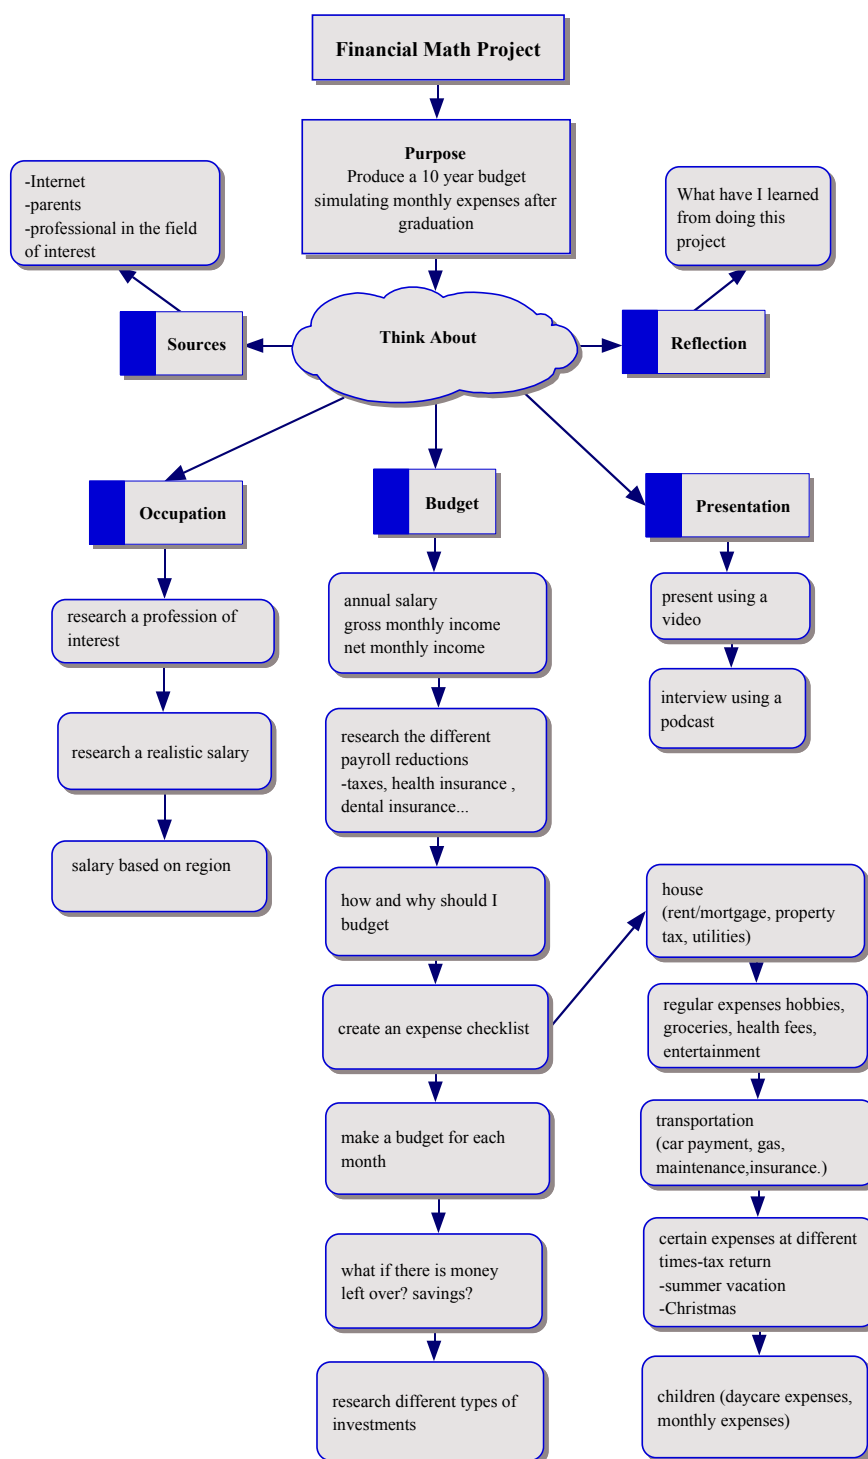 Financial Math Project
Purpose
Produce a 10 year budget
simulating monthly expenses after
graduation
-Internet
-parents
-professional in the field
of interest
What have I learned
from doing this
project
Sources
Think About
Reflection
Occupation
Budget
Presentation
research a profession of
interest
research a realistic salary
salary based on region
annual salary
gross monthly income
net monthly income
research the different
payroll reductions
-taxes, health insurance ,
dental insurance...
how and why should I
budget
create an expense checklist
make a budget for each
month
what if there is money
left over? savings?
research different types of
investments
present using a
video
interview using a
podcast
house
(rent/mortgage, property
tax, utilities)
regular expenses hobbies,
groceries, health fees,
entertainment
transportation
(car payment, gas,
maintenance,insurance.)
certain expenses at different
times-tax return
-summer vacation
-Christmas
children (daycare expenses,
monthly expenses)